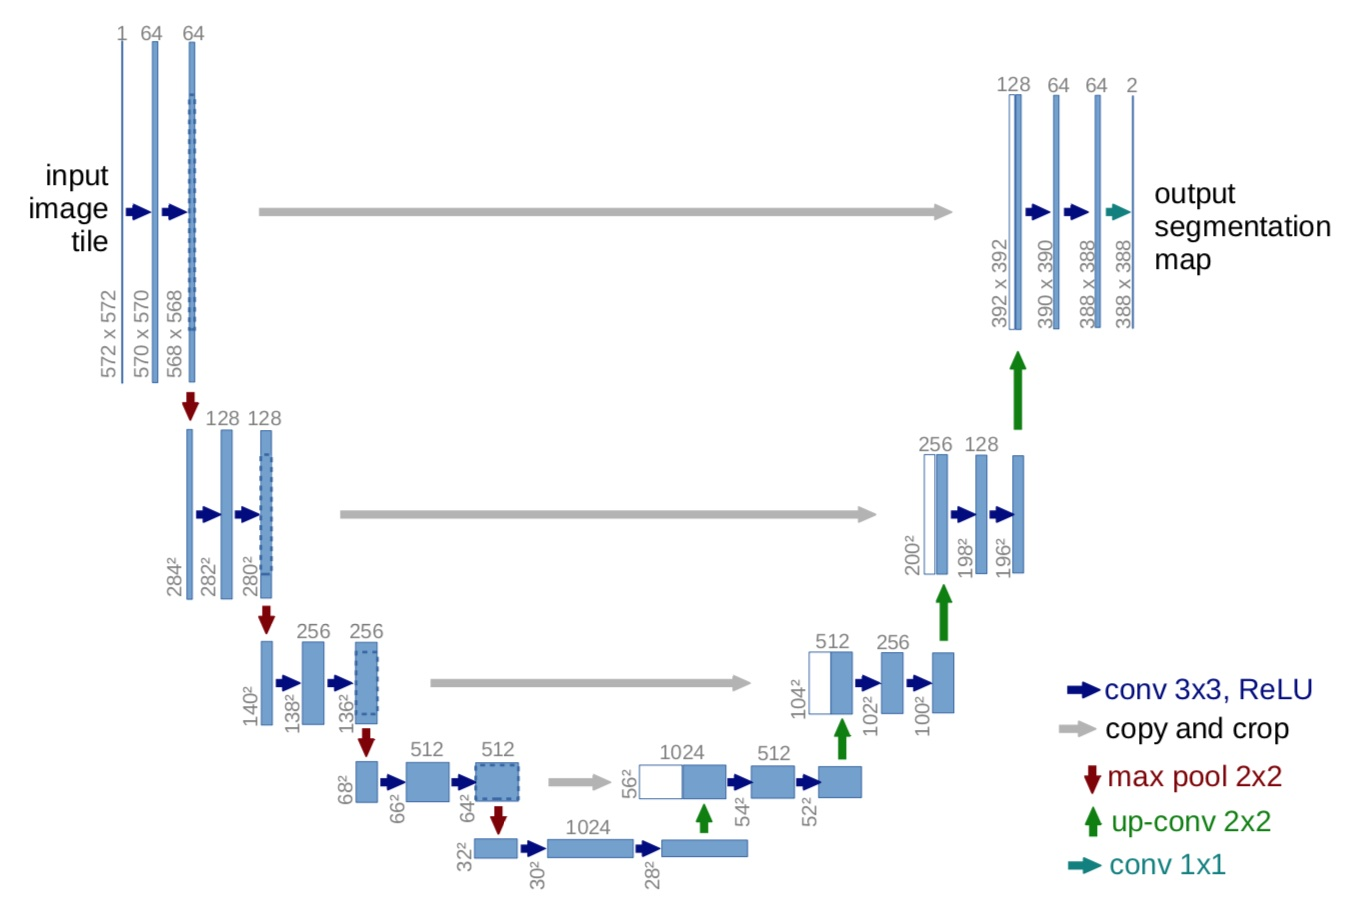 1 64 64
input
image
tile
572 x 572
570 x 570
568 x 568
128 64 64 2
output
segmentation
map
392 x 392
390 x 390
388 x 388
388 x 388
128 128
284²
282²
280²
256 128
200²
198²
196²
256 256
140²
138²
136²
512 256
104²
102²
100²
512 512
68²
66²
64²
1024 512
56²
54²
52²
1024
32²
30²
28²
conv 3x3, ReLU
copy and crop
max pool 2x2
up-conv 2x2
conv 1x1